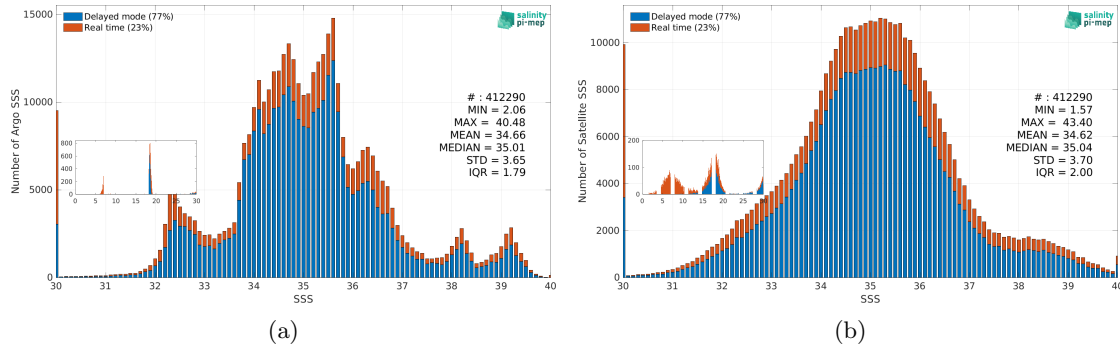 Delayed mode (77%)
Real time (23%)
salinity
pi-mep
Number of Argo SSS
15000
10000
5000
0
# : 412290
MIN = 2.06
MAX = 40.48
MEAN = 34.66
MEDIAN = 35.01
STD = 3.65
IQR = 1.79
800
600
400
200
0
0 5 10 15 20 25 30
30 31 32 33 34 35 36 37 38 39 40
SSS
(a)
Delayed mode (77%)
Real time (23%)
salinity
pi-mep
Number of Satellite SSS
10000
8000
6000
4000
2000
0
# : 412290
MIN = 1.57
MAX = 43.40
MEAN = 34.62
MEDIAN = 35.04
STD = 3.70
IQR = 2.00
200
100
0
0 5 10 15 20 25 30
30 31 32 33 34 35 36 37 38 39 40
SSS
(b)